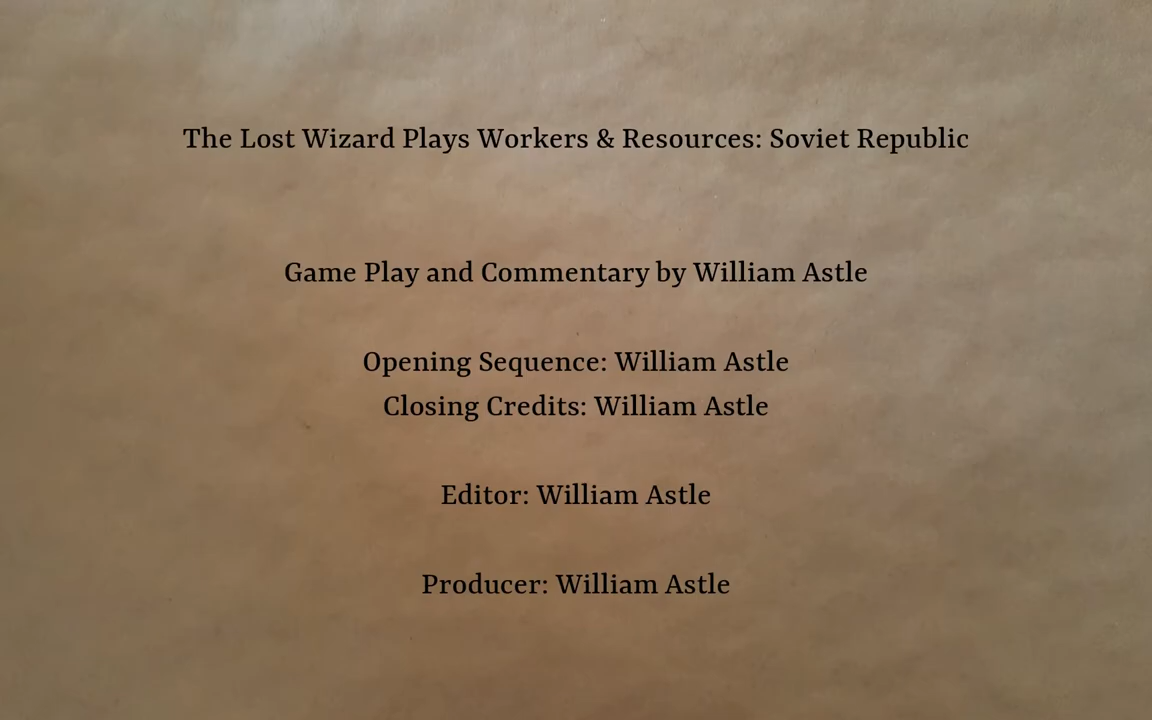 The Lost Wizard Plays Workers & Resources: Soviet Republic
Game Play and Commentary by William Astle
Opening Sequence: William Astle
Closing Credits: William Astle
Editor: William Astle
Producer: William Astle